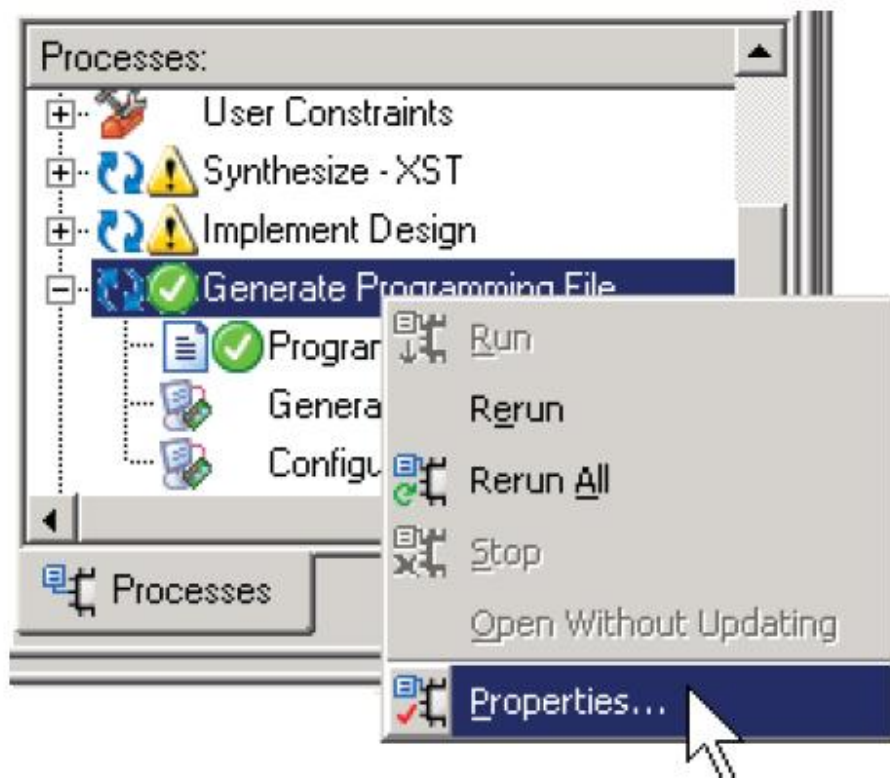 Processes:
User Constraints
Synthesize - XST
Implement Design
Generate Programming File
Program
Genera
Configu
Run
Rerun
Rerun All
Stop
Open Without Updating
Properties...
Processes